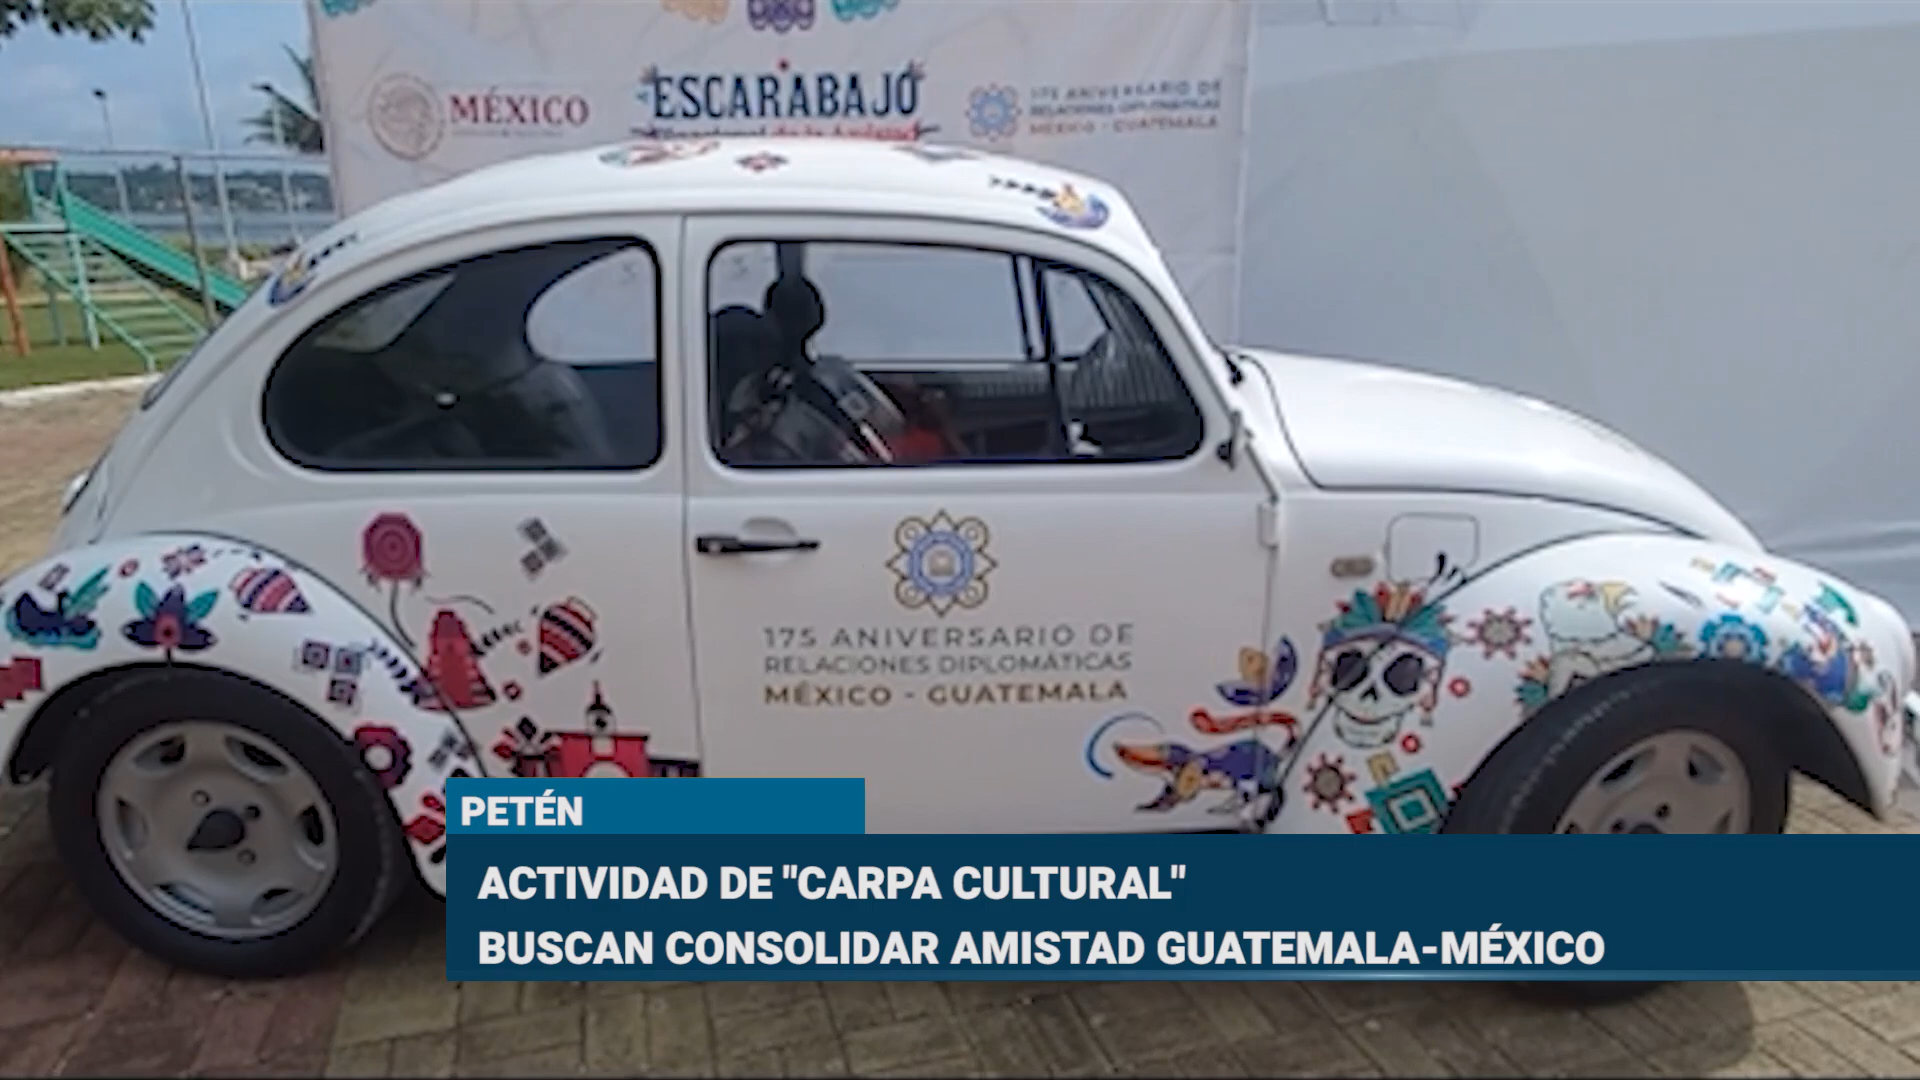 MÉXICO
ESCARABAJO
175 ANIVERSARIO DE
RELACIONES DIPLOMÁTICAS
MÉXICO - GUATEMALA
175 ANIVERSARIO DE
RELACIONES DIPLOMÁTICAS
MÉXICO - GUATEMALA
PETÉN
ACTIVIDAD DE "CARPA CULTURAL"
BUSCAN CONSOLIDAR AMISTAD GUATEMALA-MÉXICO